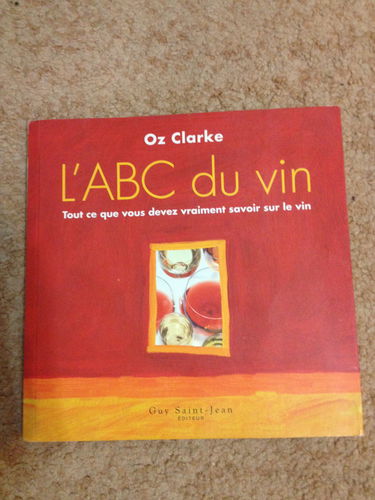 Oz Clarke
L'ABC du vin
Tout ce que vous devez vraiment savoir sur le vin
Guy Saint-Jean
ÉDITEUR